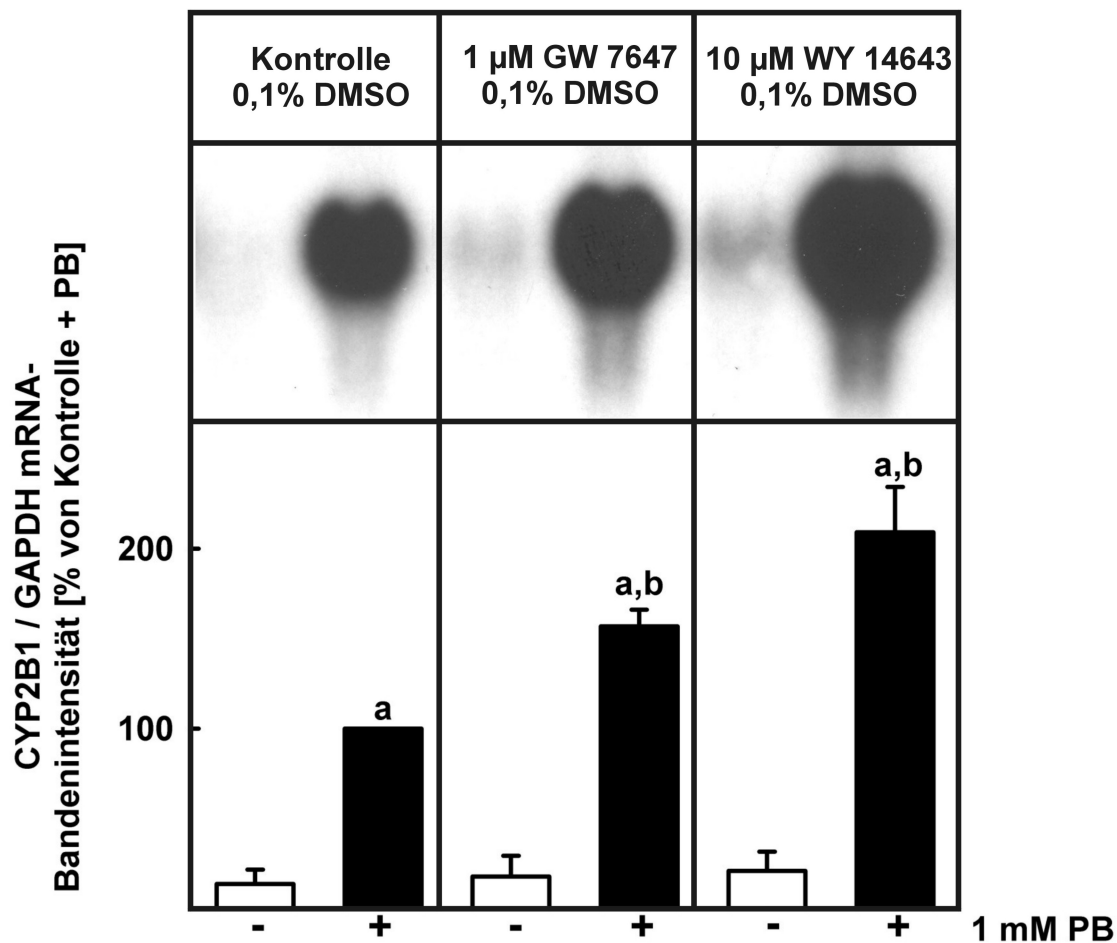 Kontrolle
0,1% DMSO
1 µM GW 7647
0,1% DMSO
10 µM WY 14643
0,1% DMSO
CYP2B1 / GAPDH mRNA-
Bandenintensität [% von Kontrolle + PB]
200
100
a
a,b
a,b
- + - + - + 1 mM PB